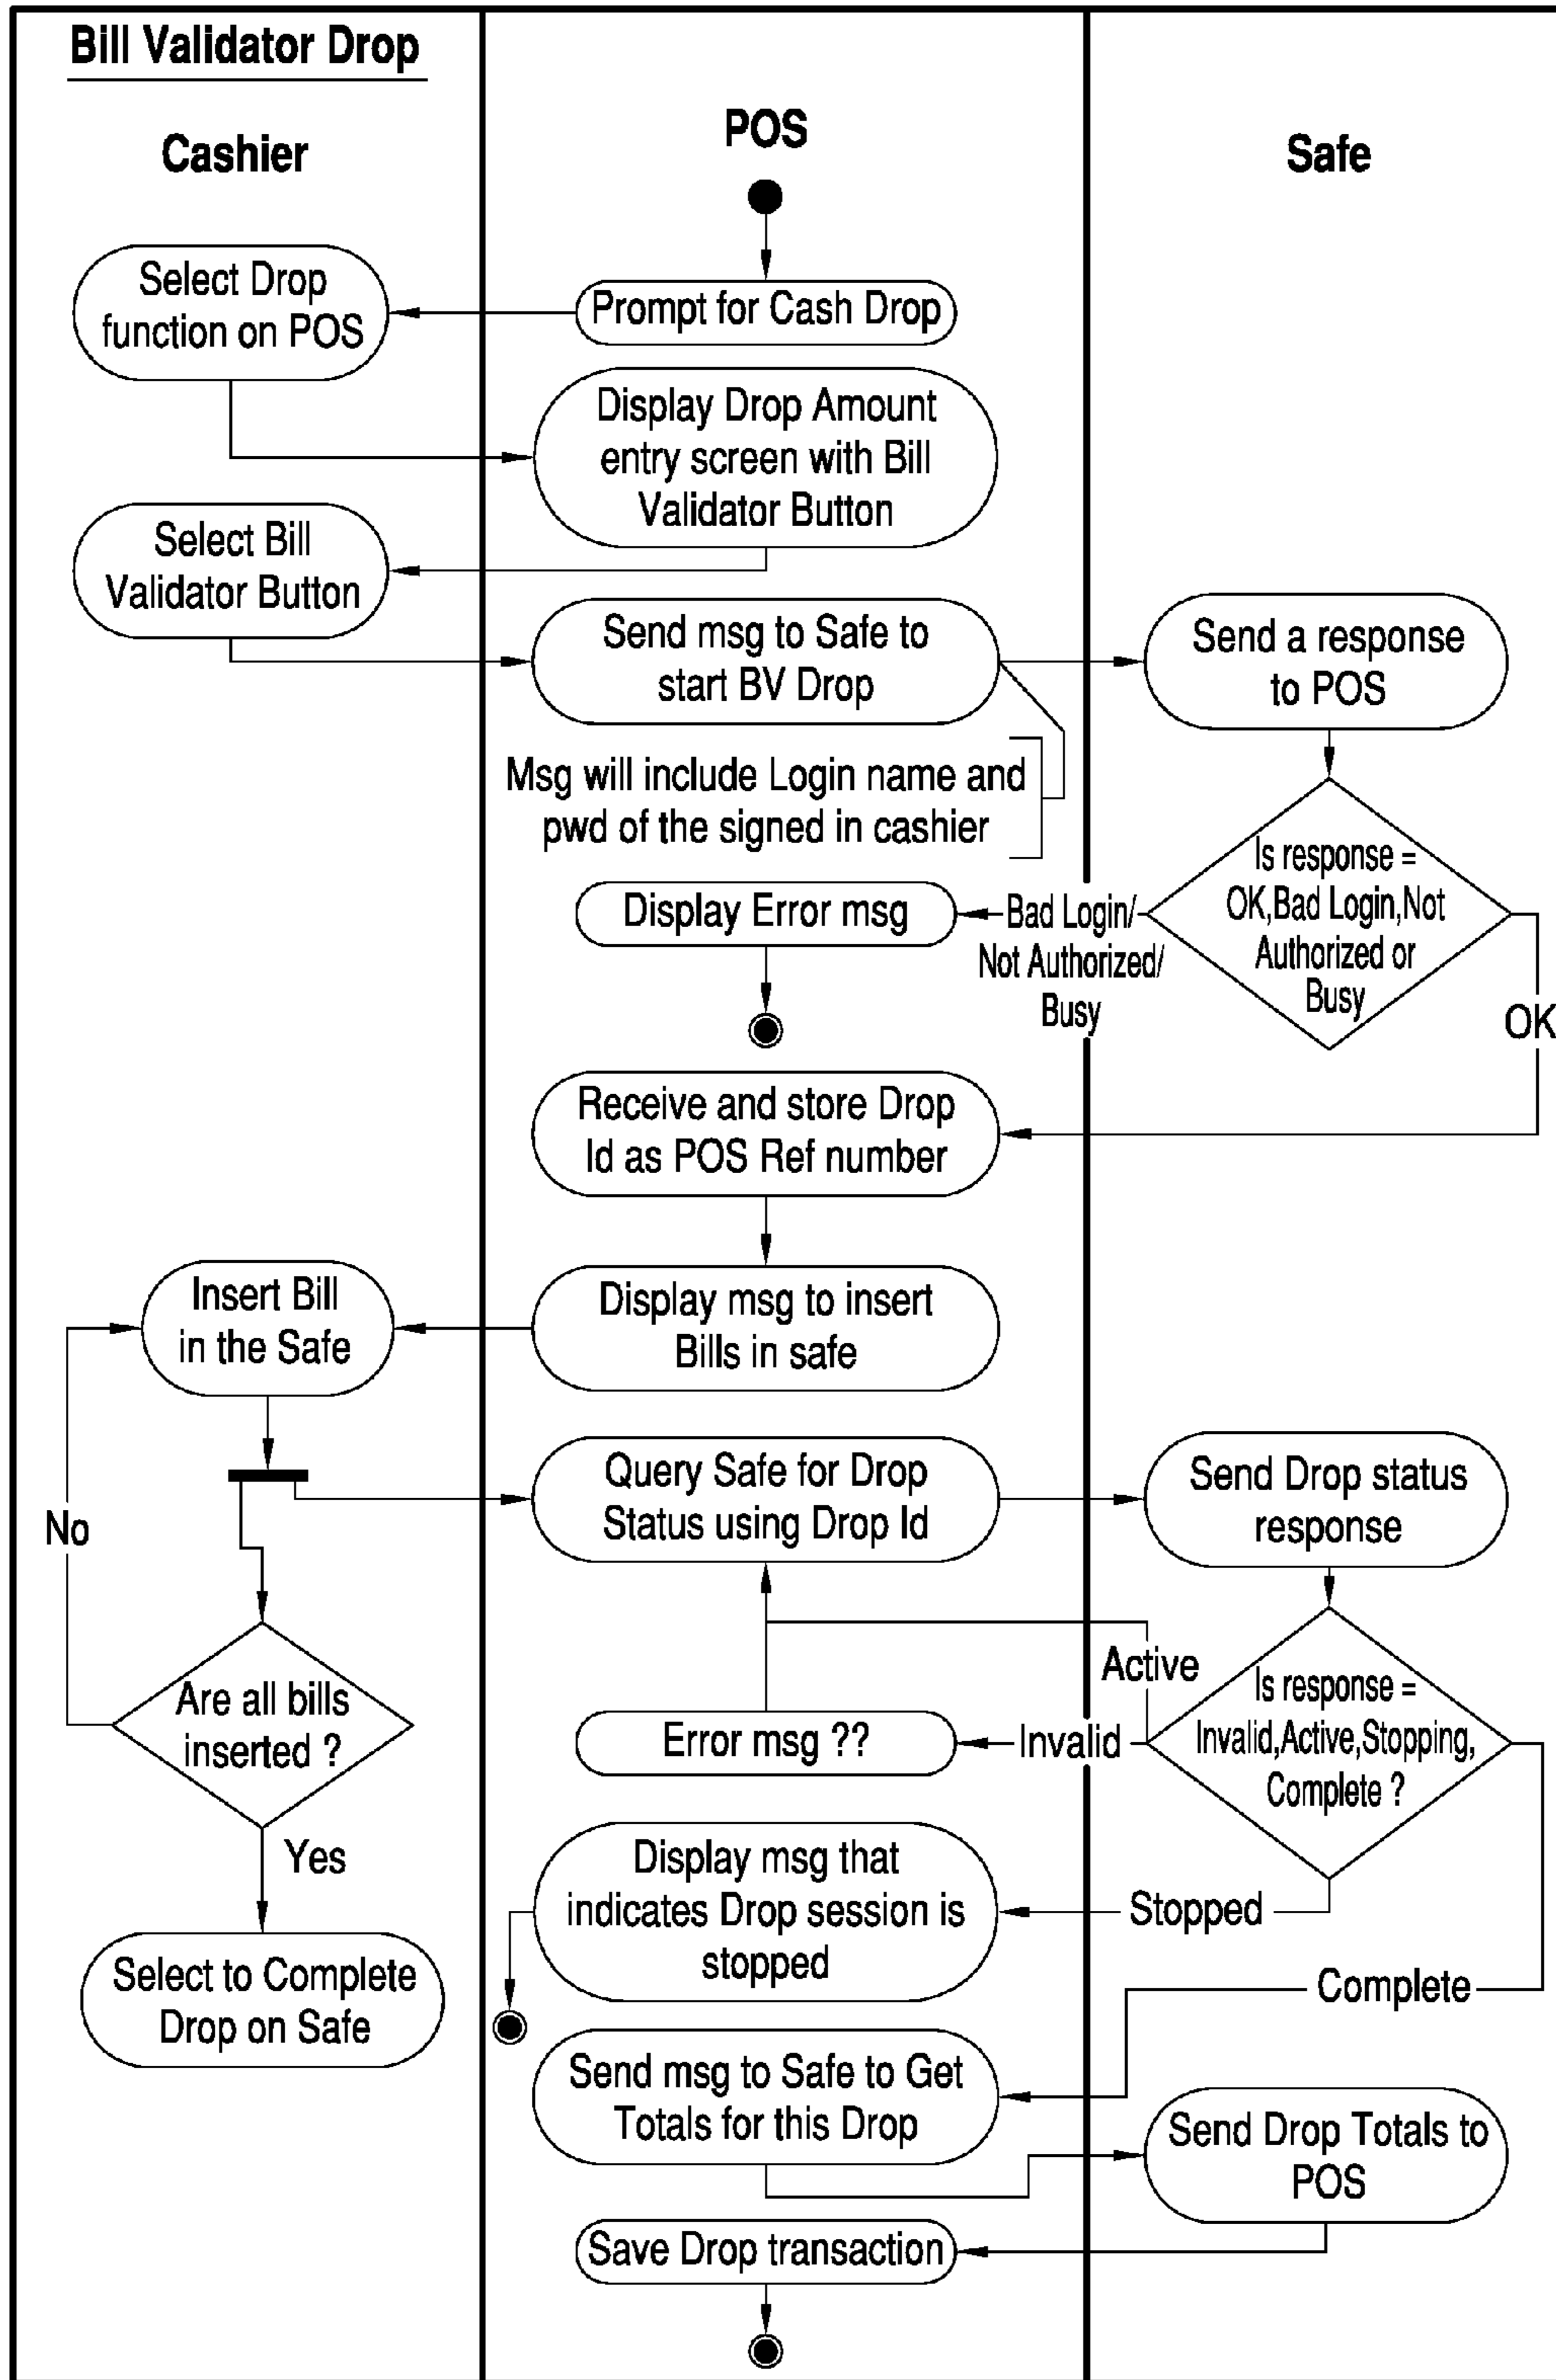 Bill Validator Drop
Cashier
POS
Safe
Select Drop
function on POS
Prompt for Cash Drop
Display Drop Amount
entry screen with Bill
Validator Button
Select Bill
Validator Button
Send msg to Safe to
start BV Drop
Send a response
to POS
Msg will include Login name and
pwd of the signed in cashier
Is response =
OK,Bad Login,Not
Authorized or
Busy
Bad Login/
Not Authorized/
Busy
Display Error msg
OK
Receive and store Drop
Id as POS Ref number
Display msg to insert
Bills in safe
Insert Bill
in the Safe
Query Safe for Drop
Status using Drop Id
Send Drop status
response
No
Are all bills
inserted ?
Yes
Select to Complete
Drop on Safe
Active
Is response =
Invalid,Active,Stopping,
Complete ?
Invalid
Error msg ??
Display msg that
indicates Drop session is
stopped
Stopped
Complete
Send msg to Safe to Get
Totals for this Drop
Send Drop Totals to
POS
Save Drop transaction